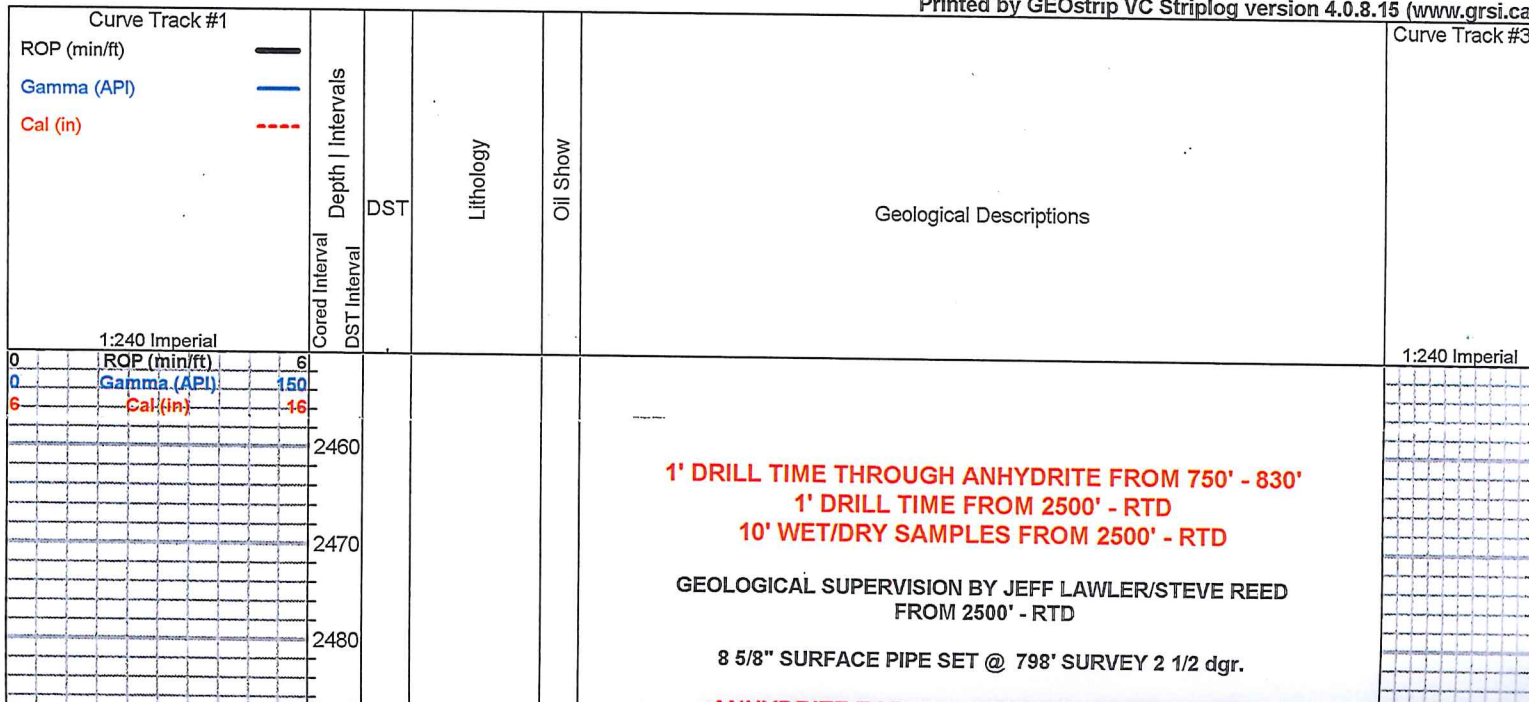 Printed by GEOstrip VC Striplog version 4.0.8.15 (www.grsi.ca
Curve Track #1
ROP (min/ft)
Gamma (API)
Cal (in)
1:240 Imperial
Depth | Intervals
Cored Interval
DST Interval
DST
Lithology
Oil Show
Geological Descriptions
Curve Track #3
1:240 Imperial
0 ROP (min/ft) 6
0 Gamma (API) 150
6 Cal (in) 16
2460
2470
2480
1' DRILL TIME THROUGH ANHYDRITE FROM 750' - 830'
1' DRILL TIME FROM 2500' - RTD
10' WET/DRY SAMPLES FROM 2500' - RTD
GEOLOGICAL SUPERVISION BY JEFF LAWLER/STEVE REED
FROM 2500' - RTD
8 5/8" SURFACE PIPE SET @ 798' SURVEY 2 1/2 dgr.